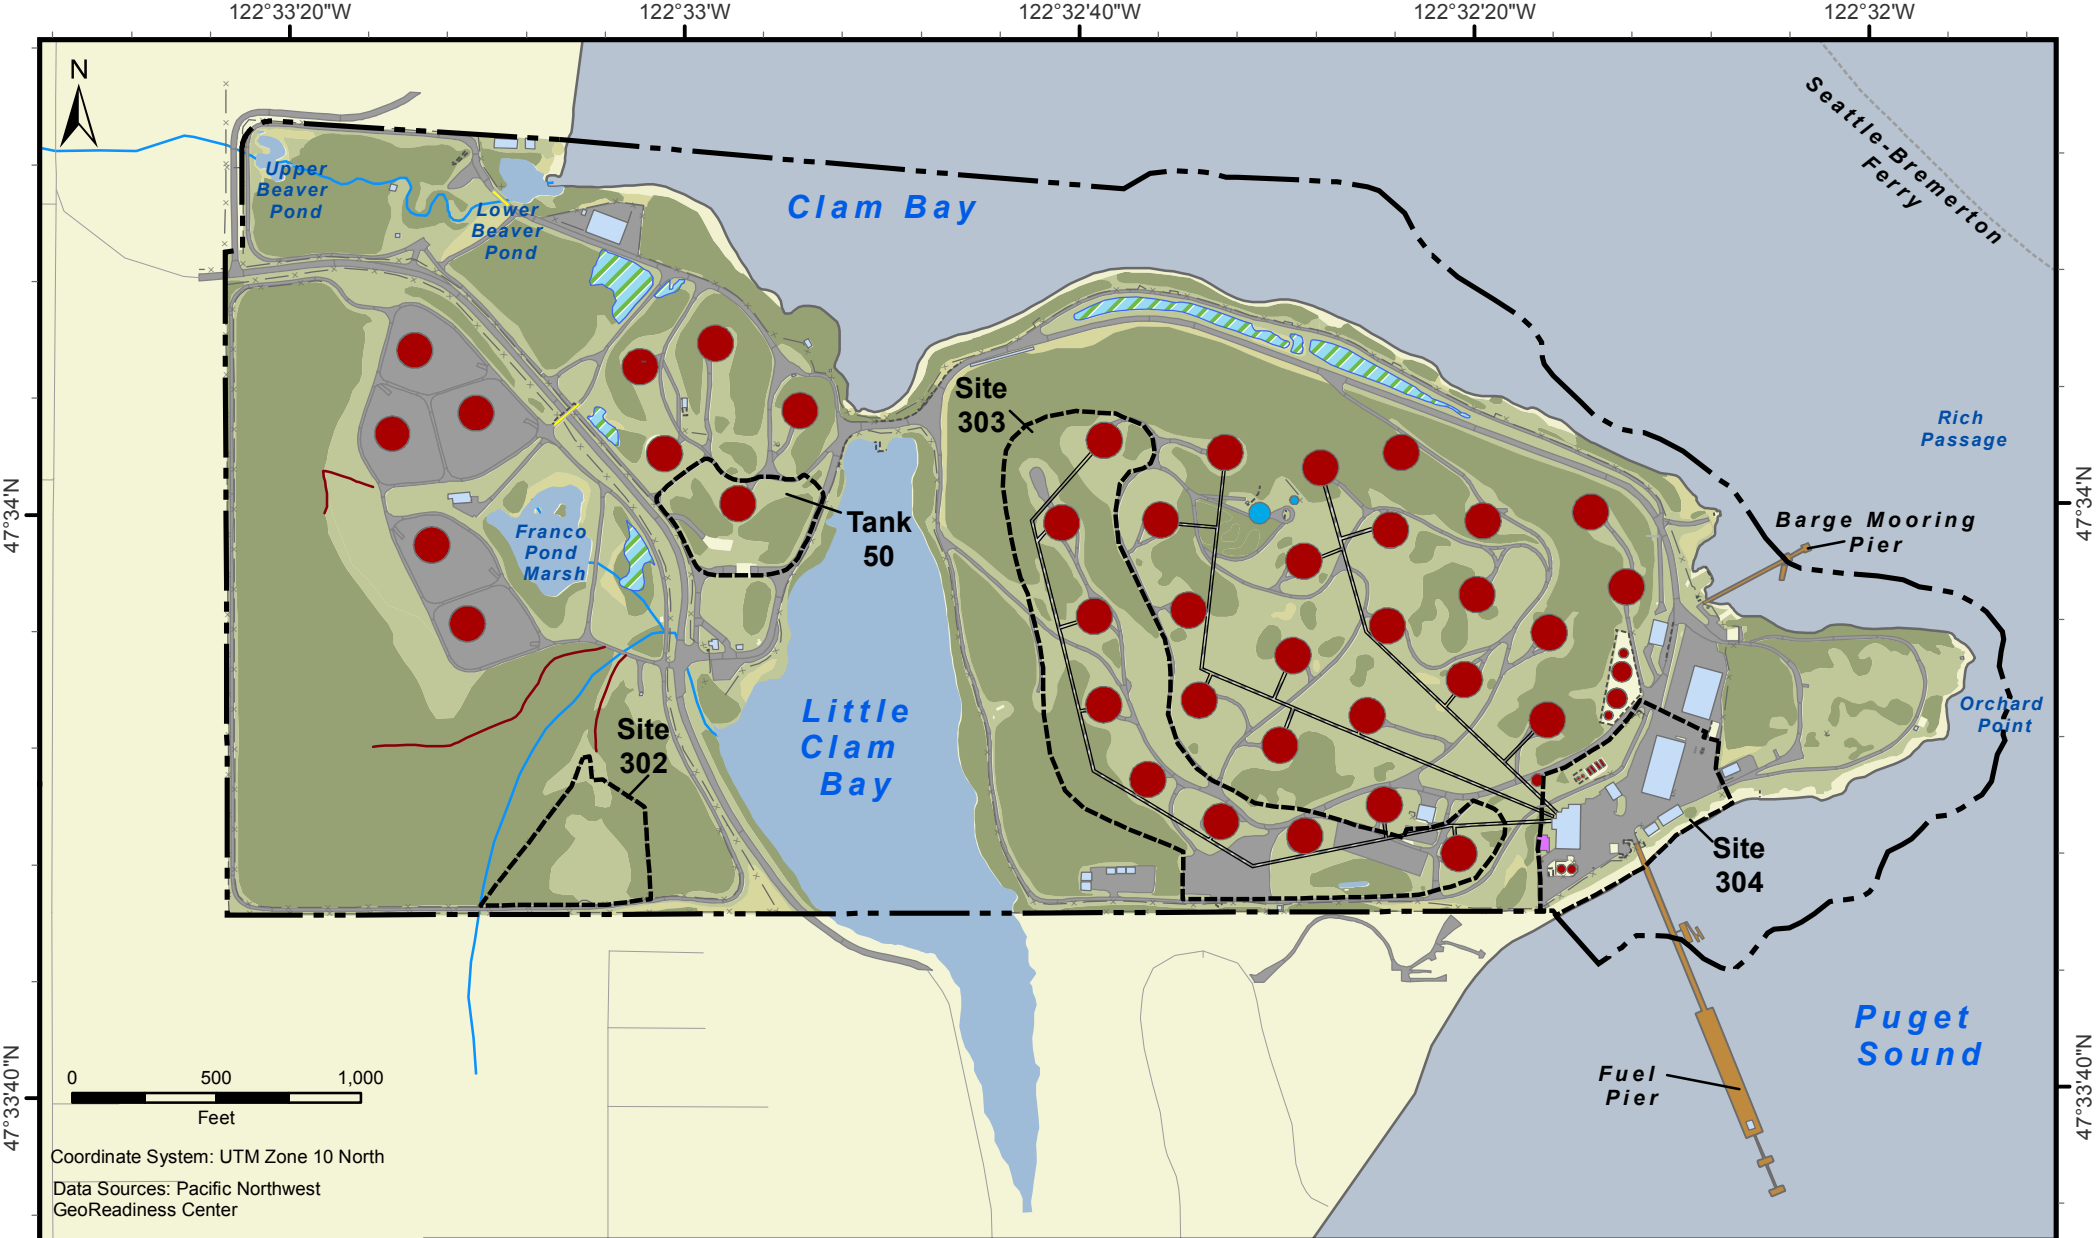 122°33'20"W
122°33'W
122°32'40"W
122°32'20"W
122°32'W
N
Seattle-Bremerton
Ferry
Upper
Beaver
Pond
Lower
Beaver
Pond
Clam Bay
Site
303
Rich
Passage
47°34'N
47°34'N
Franco
Pond
Marsh
Tank
50
Barge Mooring
Pier
Little
Clam
Bay
Orchard
Point
Site
302
Site
304
Puget
Sound
Fuel
Pier
47°33'40"N
47°33'40"N
0 500 1,000
Feet
Coordinate System: UTM Zone 10 North
Data Sources: Pacific Northwest
GeoReadiness Center